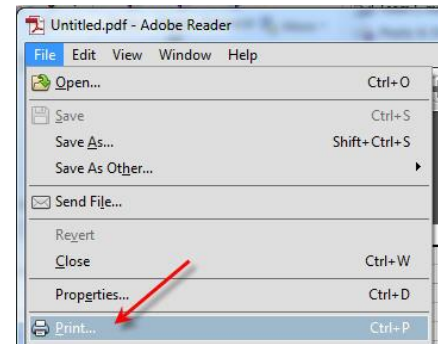 Untitled.pdf - Adobe Reader
File Edit View Window Help
Open... Ctrl+O
Save Ctrl+S
Save As... Shift+Ctrl+S
Save As Other...
Send File...
Revert
Close Ctrl+W
Properties... Ctrl+D
Print... Ctrl+P